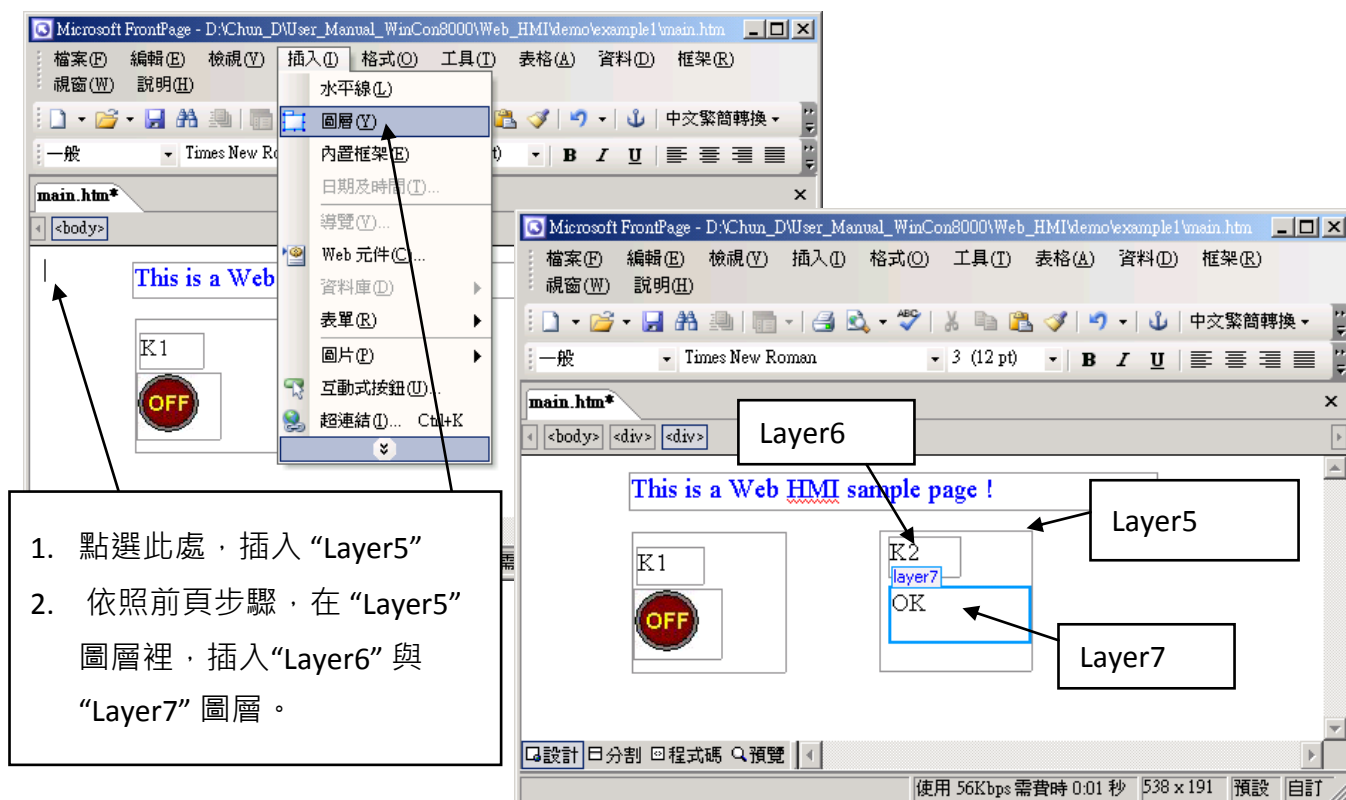 Microsoft FrontPage - D:\Chun_D\User_Manual_WinCon8000\Web_HMI\demo\example1\main.htm
檔案(F) 編輯(E) 檢視(V) 插入(I) 格式(O) 工具(T) 表格(A) 資料(D) 框架(R)
視窗(W) 說明(H)
中文繁簡轉換
一般 Times New Ro
B I U
main.htm*
<body>
水平線(L)
圖層(Y)
內置框架(E)
日期及時間(T)...
導覽(V)...
Web 元件(C)...
資料庫(D)
表單(R)
圖片(P)
互動式按鈕(U)...
超連結(I)... Ctrl+K
This is a Web
K1
OFF
1. 點選此處，插入 “Layer5”
2. 依照前頁步驟，在 “Layer5”
圖層裡，插入“Layer6” 與
“Layer7” 圖層。
Microsoft FrontPage - D:\Chun_D\User_Manual_WinCon8000\Web_HMI\demo\example1\main.htm
檔案(F) 編輯(E) 檢視(V) 插入(I) 格式(O) 工具(T) 表格(A) 資料(D) 框架(R)
視窗(W) 說明(H)
ABC 中文繁簡轉換
一般 Times New Roman 3 (12 pt) B I U
main.htm*
<body> <div> <div>
Layer6
This is a Web HMI sample page !
Layer5
K1
OFF
K2
layer7
OK
Layer7
設計 分割 程式碼 預覽
使用 56Kbps 需費時 0:01 秒 538 x 191 預設 自訂